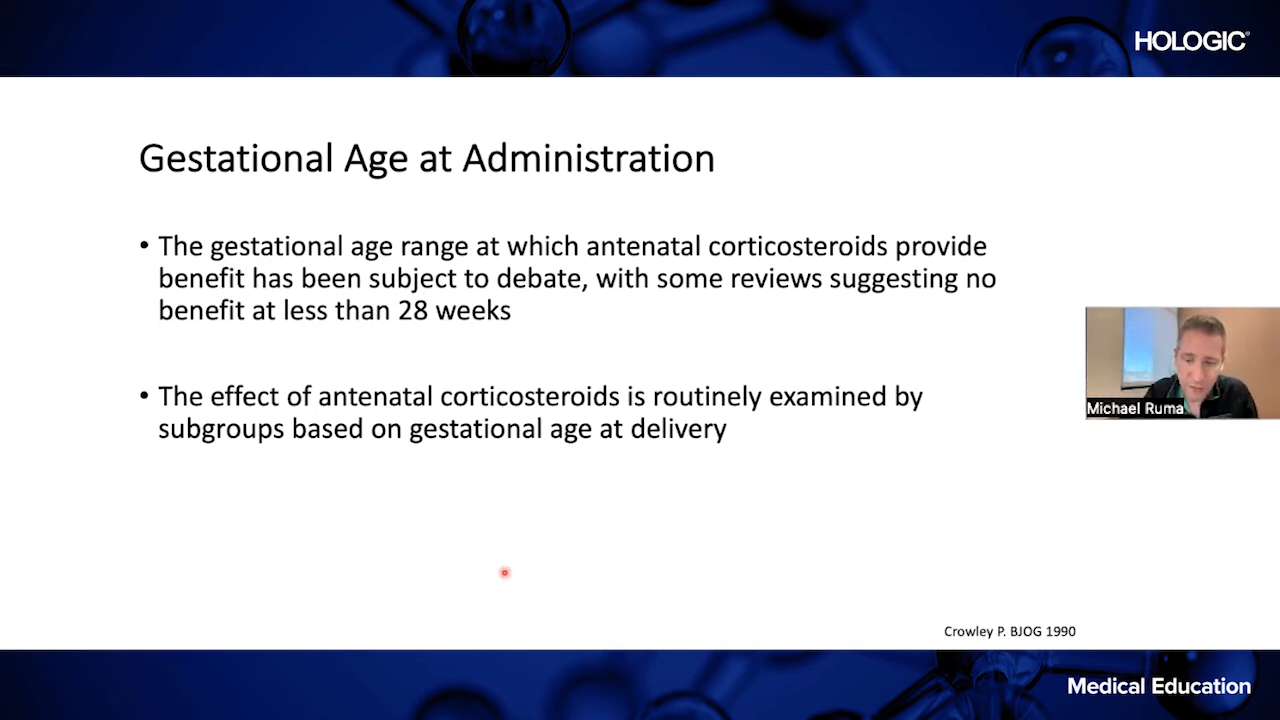 HOLOGIC®
Gestational Age at Administration
• The gestational age range at which antenatal corticosteroids provide
benefit has been subject to debate, with some reviews suggesting no
benefit at less than 28 weeks
• The effect of antenatal corticosteroids is routinely examined by
subgroups based on gestational age at delivery
Michael Ruma
Crowley P. BJOG 1990
Medical Education